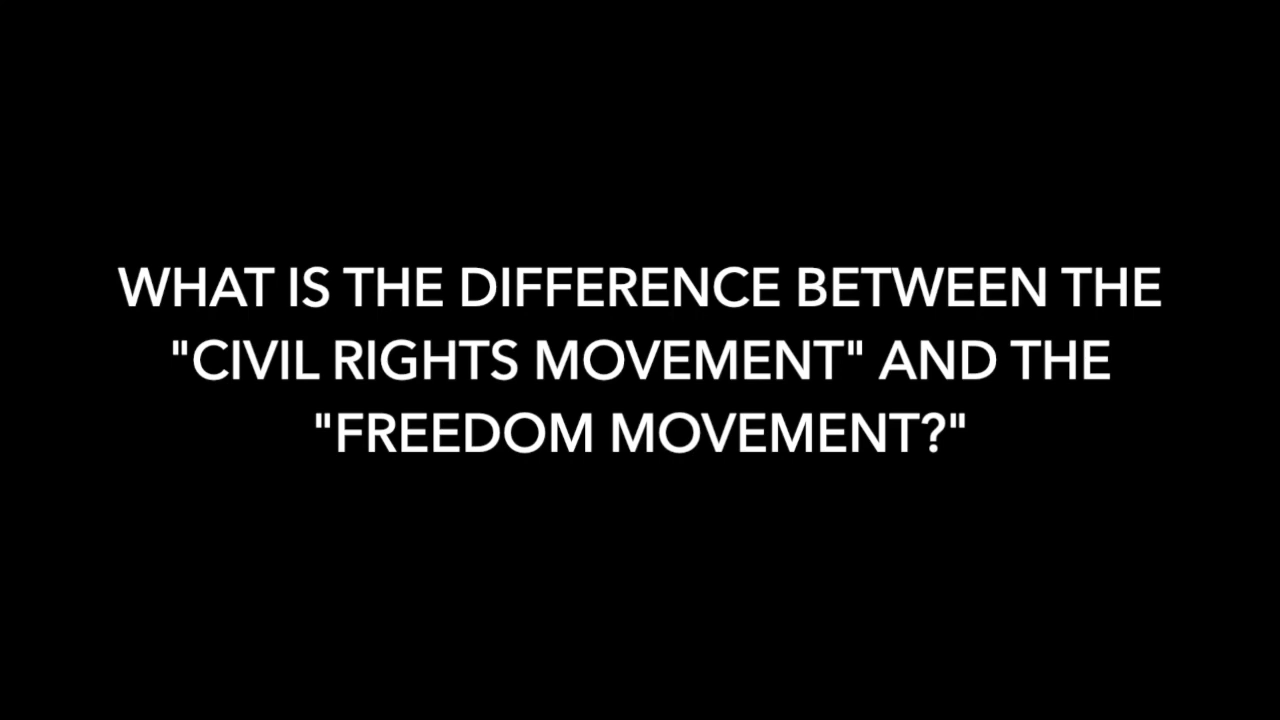 WHAT IS THE DIFFERENCE BETWEEN THE
"CIVIL RIGHTS MOVEMENT" AND THE
"FREEDOM MOVEMENT?"